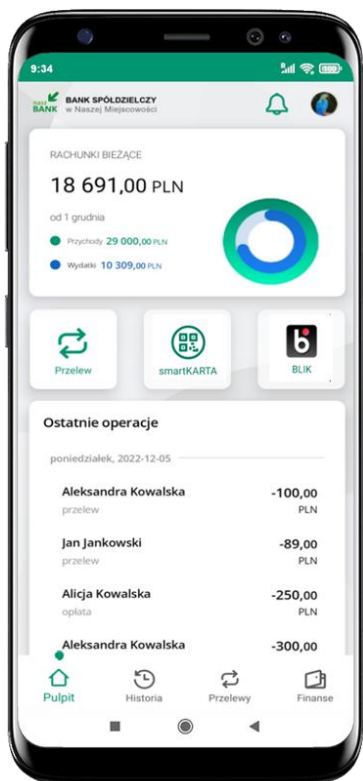 9:34
nasz BANK
BANK SPÓŁDZIELCZY
w Naszej Miejscowości
RACHUNKI BIEŻĄCE
18 691,00 PLN
od 1 grudnia
Przychody 29 000,00 PLN
Wydatki 10 309,00 PLN
Przelew
smartKARTA
BLIK
Ostatnie operacje
poniedziałek, 2022-12-05
Aleksandra Kowalska -100,00
przelew PLN
Jan Jankowski -89,00
przelew PLN
Alicja Kowalska -250,00
opłata PLN
Aleksandra Kowalska -300,00
Pulpit Historia Przelewy Finanse